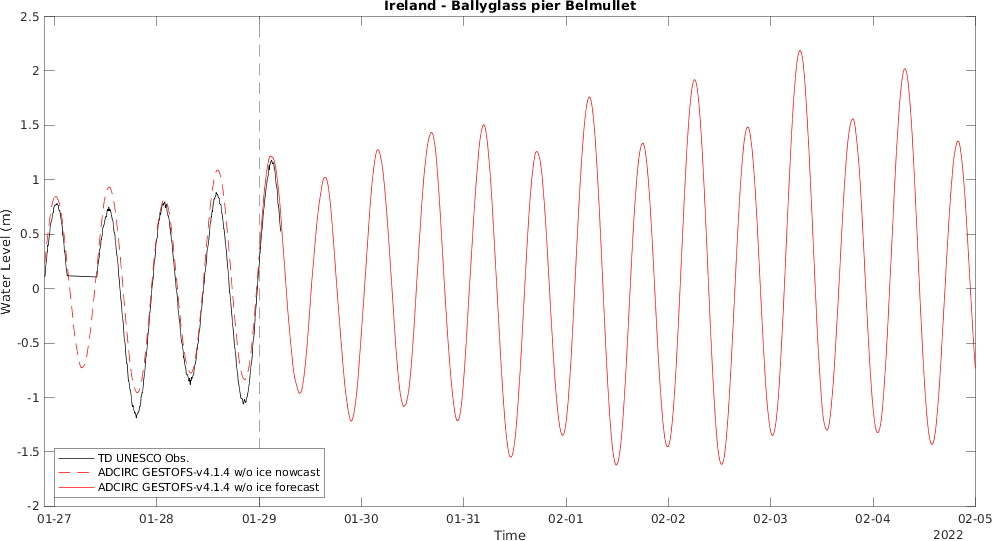 Ireland - Ballyglass pier Belmullet
2.5
2
1.5
1
0.5
0
-0.5
-1
-1.5
-2
Water Level (m)
TD UNESCO Obs.
ADCIRC GESTOFS-v4.1.4 w/o ice nowcast
ADCIRC GESTOFS-v4.1.4 w/o ice forecast
01-27 01-28 01-29 01-30 01-31 02-01 02-02 02-03 02-04 02-05
Time
2022